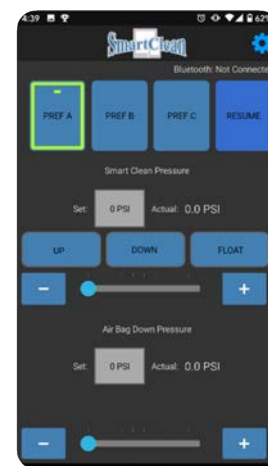 4:39 62%
SmartClean
Bluetooth: Not Connecte
PREF A PREF B PREF C RESUME
Smart Clean Pressure
Set: 0 PSI Actual: 0.0 PSI
UP DOWN FLOAT
− +
Air Bag Down Pressure
Set: 0 PSI Actual: 0.0 PSI
− +